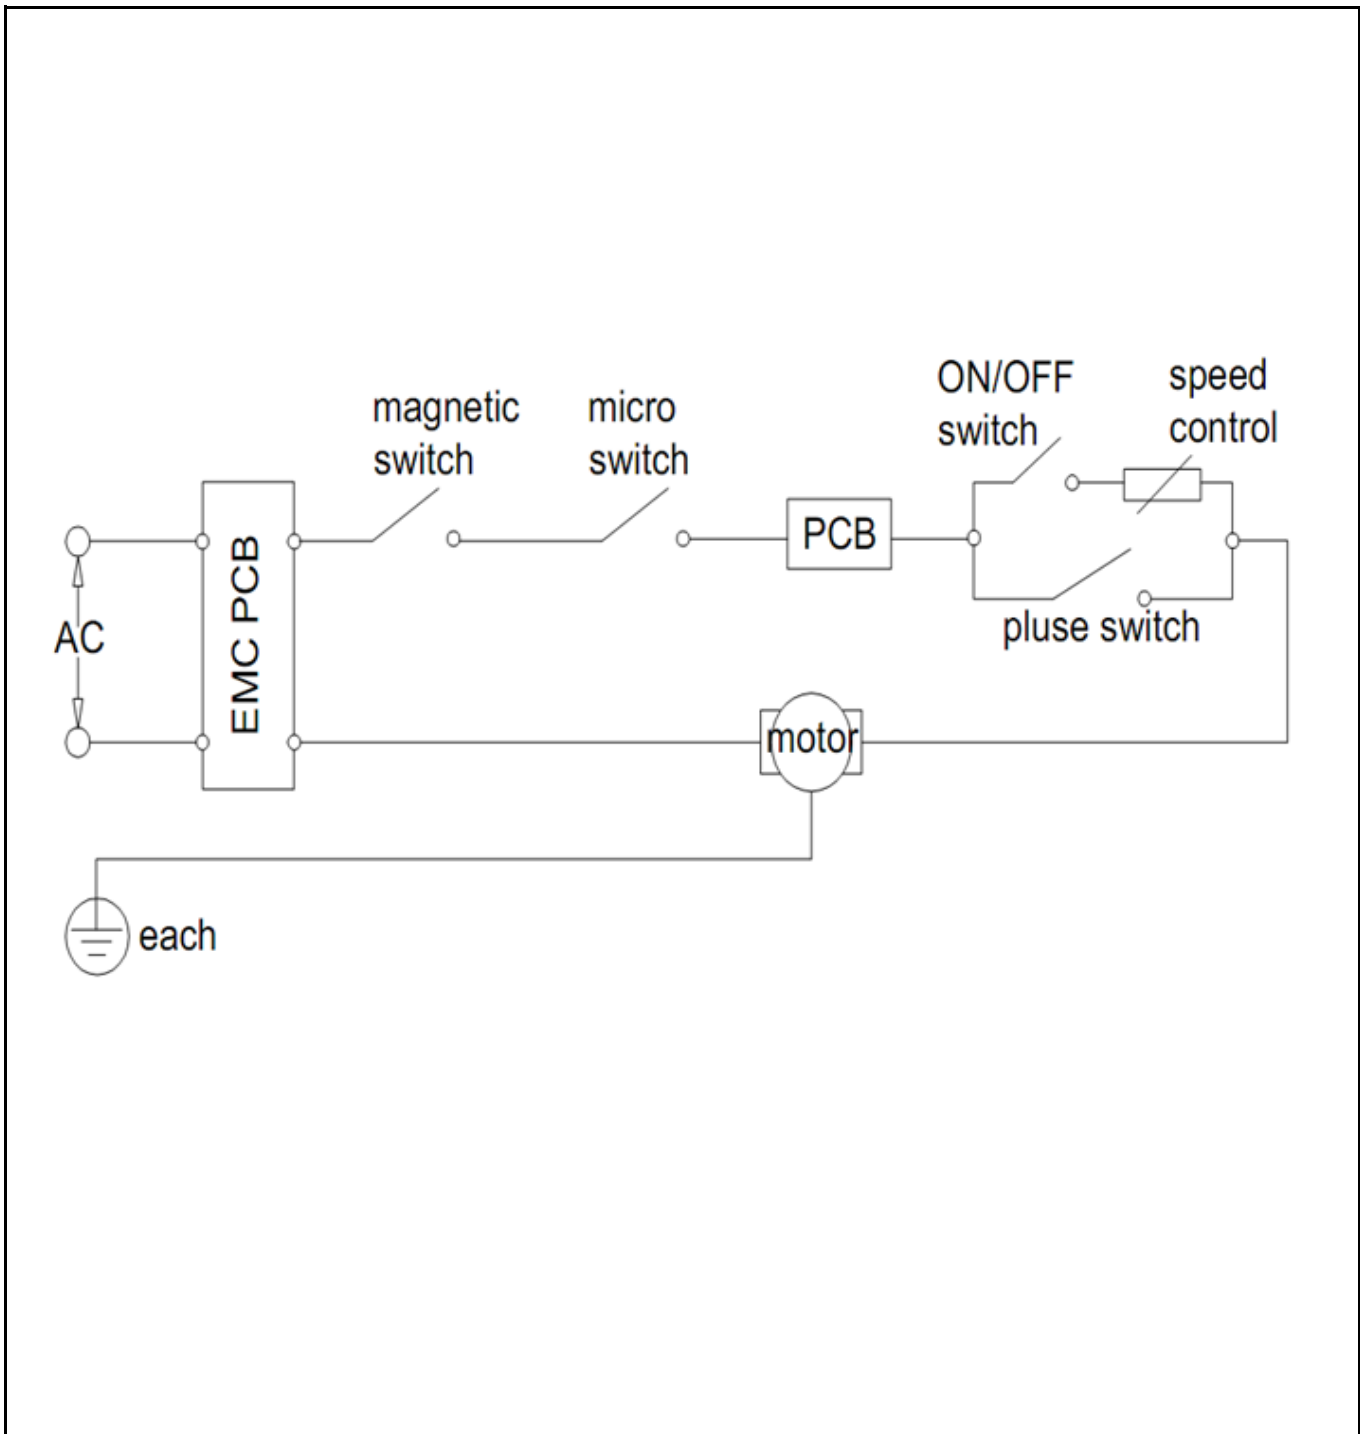 ON/OFF
switch
speed
control
magnetic
switch
micro
switch
PCB
EMC PCB
AC
pluse switch
motor
each